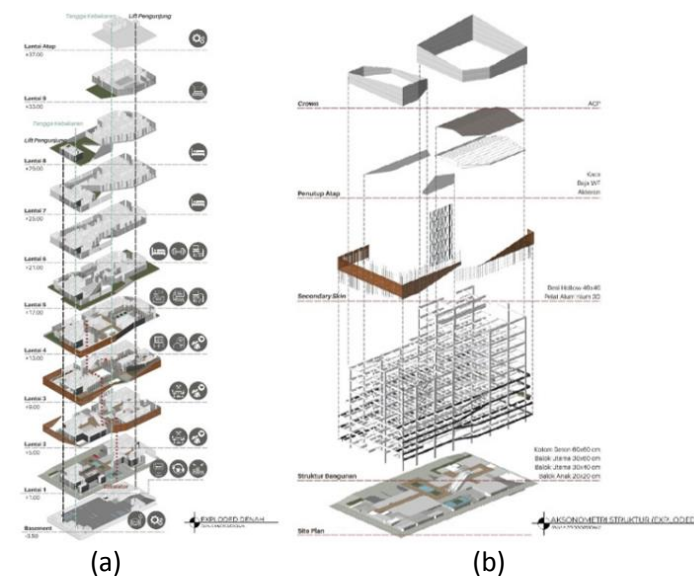 Tangga Kebakaran
Lift Pengunjung
Lantai Atap
+37.00
Lantai 9
+33.00
Tangga Kebakaran
Lift Pengunjung
Lantai 8
Lantai 7
+25.00
Lantai 6
+21.00
Lantai 5
+17.00
Lantai 4
+13.00
Lantai 3
+9.00
Lantai 2
+5.00
Lantai 1
+1.00
Basement
EXPLODED DENAH
(a)
Crown
ACP
Penutup Atap
Kaca
Baja WF
Secondary Skin
Besi Hollow 40x40
Pelat Aluminium 3D
Kolom Beton 60x60 cm
Balok Utama 30x60 cm
Balok Utama 30x40 cm
Balok Anak 20x20 cm
Struktur Bangunan
Site Plan
AKSONOMETRI STRUKTUR (EXPLODED
(b)